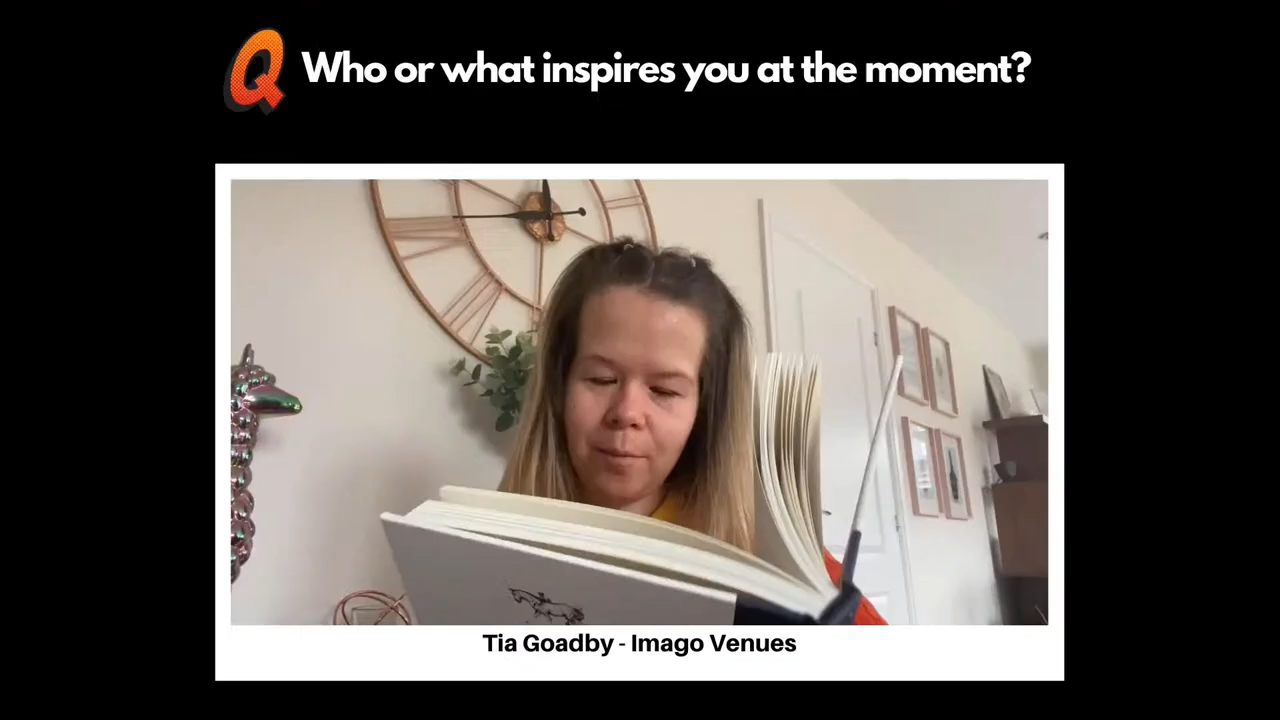 Q Who or what inspires you at the moment?
Tia Goadby - Imago Venues